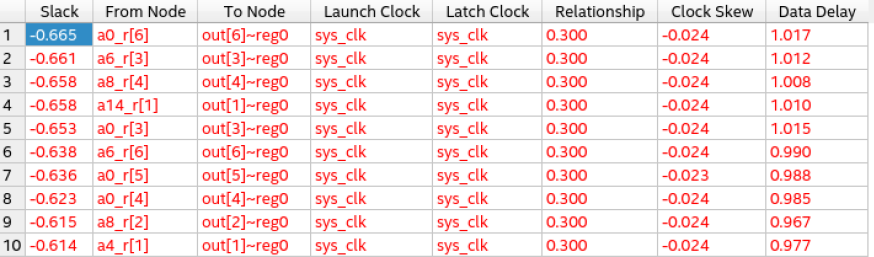 Slack From Node To Node Launch Clock Latch Clock Relationship Clock Skew Data Delay
1 -0.665 a0_r[6] out[6]~reg0 sys_clk sys_clk 0.300 -0.024 1.017
2 -0.661 a6_r[3] out[3]~reg0 sys_clk sys_clk 0.300 -0.024 1.012
3 -0.658 a8_r[4] out[4]~reg0 sys_clk sys_clk 0.300 -0.024 1.008
4 -0.658 a14_r[1] out[1]~reg0 sys_clk sys_clk 0.300 -0.024 1.010
5 -0.653 a0_r[3] out[3]~reg0 sys_clk sys_clk 0.300 -0.024 1.015
6 -0.638 a6_r[6] out[6]~reg0 sys_clk sys_clk 0.300 -0.024 0.990
7 -0.636 a0_r[5] out[5]~reg0 sys_clk sys_clk 0.300 -0.023 0.988
8 -0.623 a0_r[4] out[4]~reg0 sys_clk sys_clk 0.300 -0.024 0.985
9 -0.615 a8_r[2] out[2]~reg0 sys_clk sys_clk 0.300 -0.024 0.967
10 -0.614 a4_r[1] out[1]~reg0 sys_clk sys_clk 0.300 -0.024 0.977